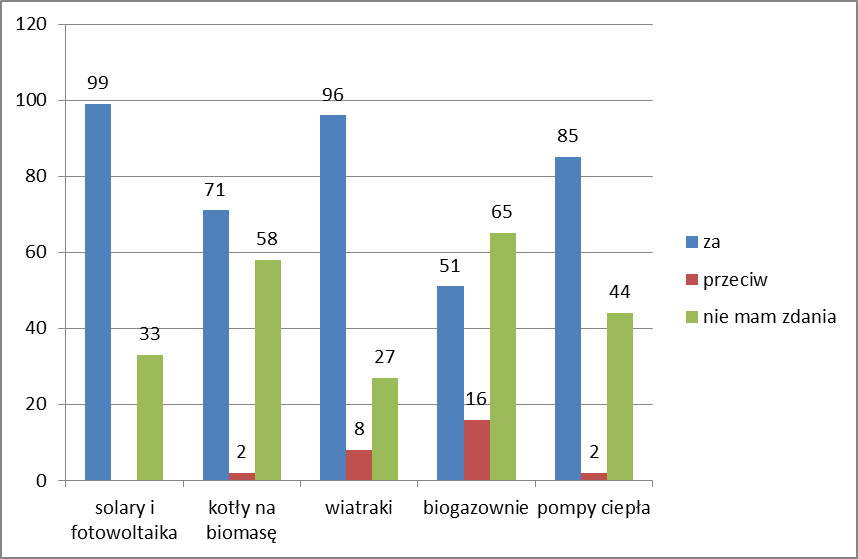 120
100
80
60
40
20
0
99
33
71
2
58
96
8
27
51
16
65
85
2
44
solary i
fotowoltaika
kotły na
biomasę
wiatraki
biogazownie
pompy ciepła
za
przeciw
nie mam zdania